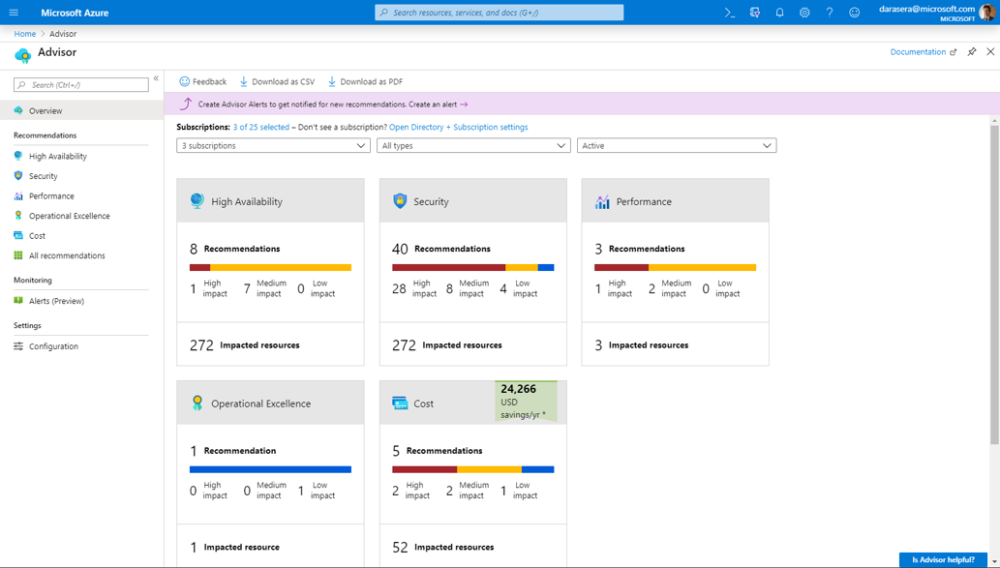 Microsoft Azure
Search resources, services, and docs (G+/)
darasera@microsoft.com
MICROSOFT
Home > Advisor
Advisor
Documentation
Search (Ctrl+/)
«
Overview
Recommendations
High Availability
Security
Performance
Operational Excellence
Cost
All recommendations
Monitoring
Alerts (Preview)
Settings
Configuration
Feedback
Download as CSV
Download as PDF
Create Advisor Alerts to get notified for new recommendations. Create an alert →
Subscriptions: 3 of 25 selected – Don't see a subscription? Open Directory + Subscription settings
3 subscriptions
All types
Active
High Availability
8 Recommendations
1 High impact 7 Medium impact 0 Low impact
272 Impacted resources
Security
40 Recommendations
28 High impact 8 Medium impact 4 Low impact
272 Impacted resources
Performance
3 Recommendations
1 High impact 2 Medium impact 0 Low impact
3 Impacted resources
Operational Excellence
1 Recommendation
0 High impact 0 Medium impact 1 Low impact
1 Impacted resource
Cost
24,266
USD
savings/yr *
5 Recommendations
2 High impact 2 Medium impact 1 Low impact
52 Impacted resources
Is Advisor helpful?